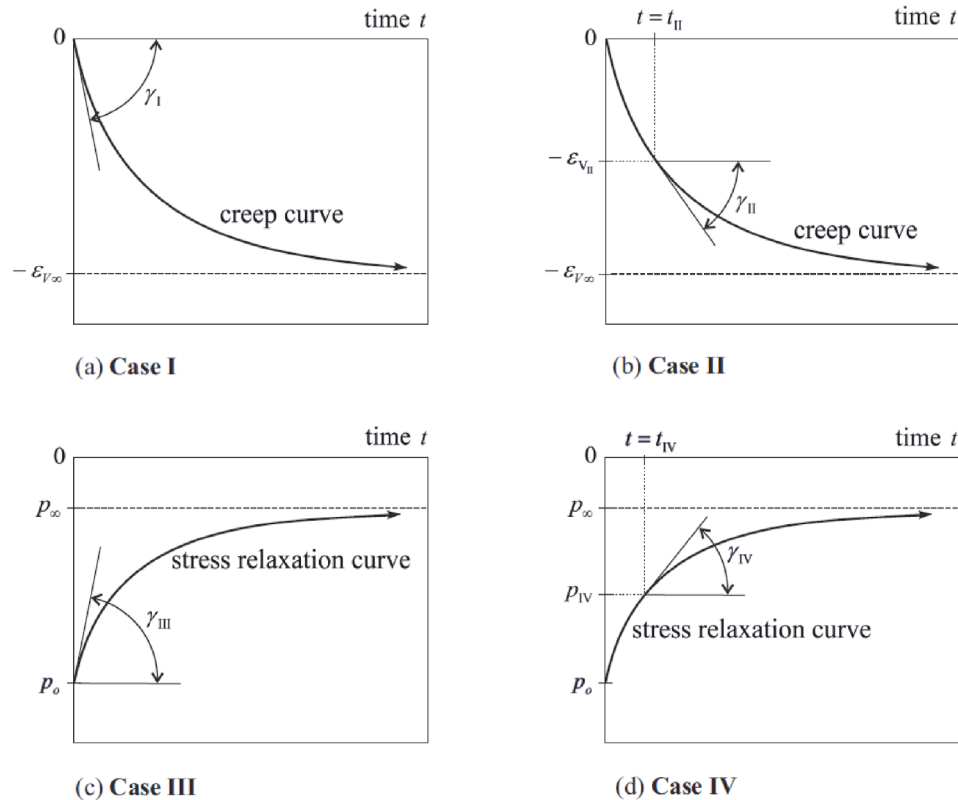 time t
0
γI
creep curve
− εV∞
(a) Case I
t = tII
time t
0
− εVII
γII
creep curve
− εV∞
(b) Case II
time t
0
p∞
stress relaxation curve
γIII
po
(c) Case III
t = tIV
time t
0
p∞
γIV
pIV
stress relaxation curve
po
(d) Case IV